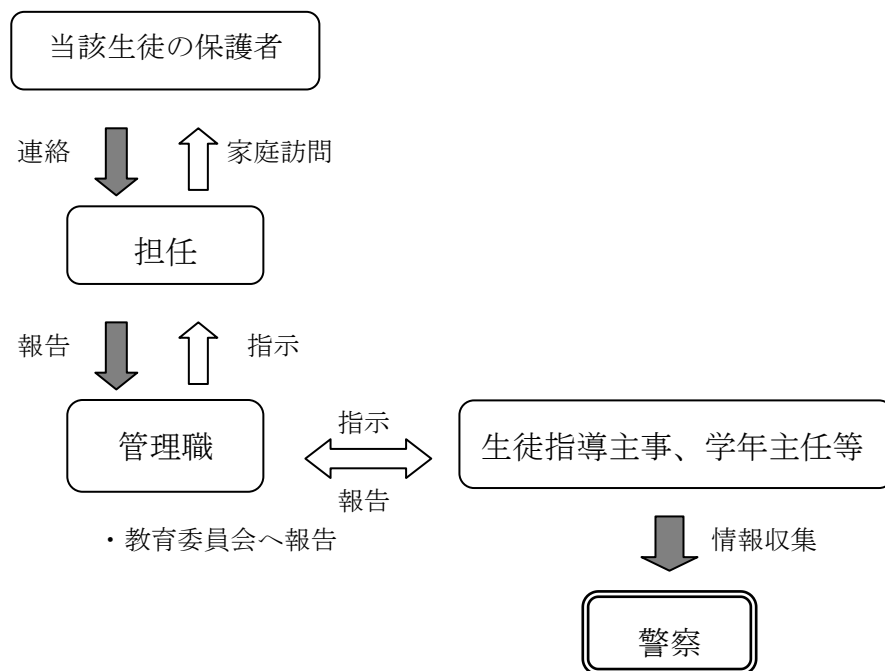 当該生徒の保護者
連絡
家庭訪問
担任
報告
指示
管理職
指示
報告
生徒指導主事、学年主任等
・教育委員会へ報告
情報収集
警察